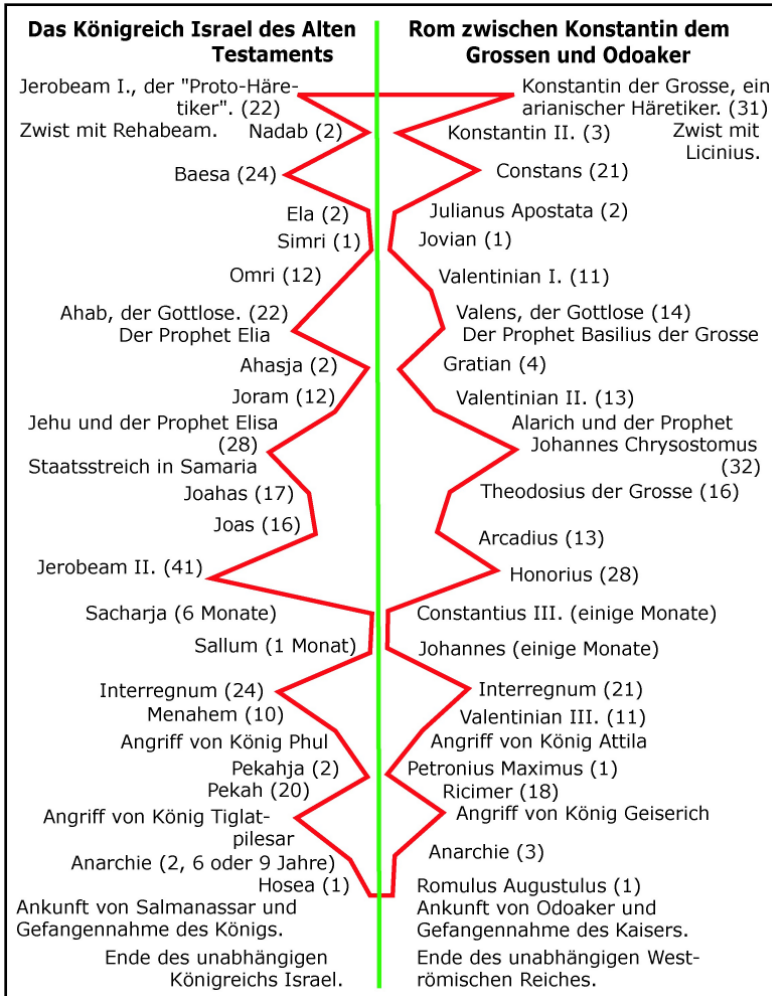 Das Königreich Israel des Alten
Testaments
Jerobeam I., der "Proto-Häre-
tiker". (22)
Zwist mit Rehabeam.
Nadab (2)
Baesa (24)
Ela (2)
Simri (1)
Omri (12)
Ahab, der Gottlose. (22)
Der Prophet Elia
Ahasja (2)
Joram (12)
Jehu und der Prophet Elisa
(28)
Staatsstreich in Samaria
Joahas (17)
Joas (16)
Jerobeam II. (41)
Sacharja (6 Monate)
Sallum (1 Monat)
Interregnum (24)
Menahem (10)
Angriff von König Phul
Pekahja (2)
Pekah (20)
Angriff von König Tiglat-
pilesar
Anarchie (2, 6 oder 9 Jahre)
Hosea (1)
Ankunft von Salmanassar und
Gefangennahme des Königs.
Ende des unabhängigen
Königreichs Israel.
Rom zwischen Konstantin dem
Grossen und Odoaker
Konstantin der Grosse, ein
arianischer Häretiker. (31)
Konstantin II. (3)
Zwist mit
Licinius.
Constans (21)
Julianus Apostata (2)
Jovian (1)
Valentinian I. (11)
Valens, der Gottlose (14)
Der Prophet Basilius der Grosse
Gratian (4)
Valentinian II. (13)
Alarich und der Prophet
Johannes Chrysostomus
(32)
Theodosius der Grosse (16)
Arcadius (13)
Honorius (28)
Constantius III. (einige Monate)
Johannes (einige Monate)
Interregnum (21)
Valentinian III. (11)
Angriff von König Attila
Petronius Maximus (1)
Ricimer (18)
Angriff von König Geiserich
Anarchie (3)
Romulus Augustulus (1)
Ankunft von Odoaker und
Gefangennahme des Kaisers.
Ende des unabhängigen West-
römischen Reiches.